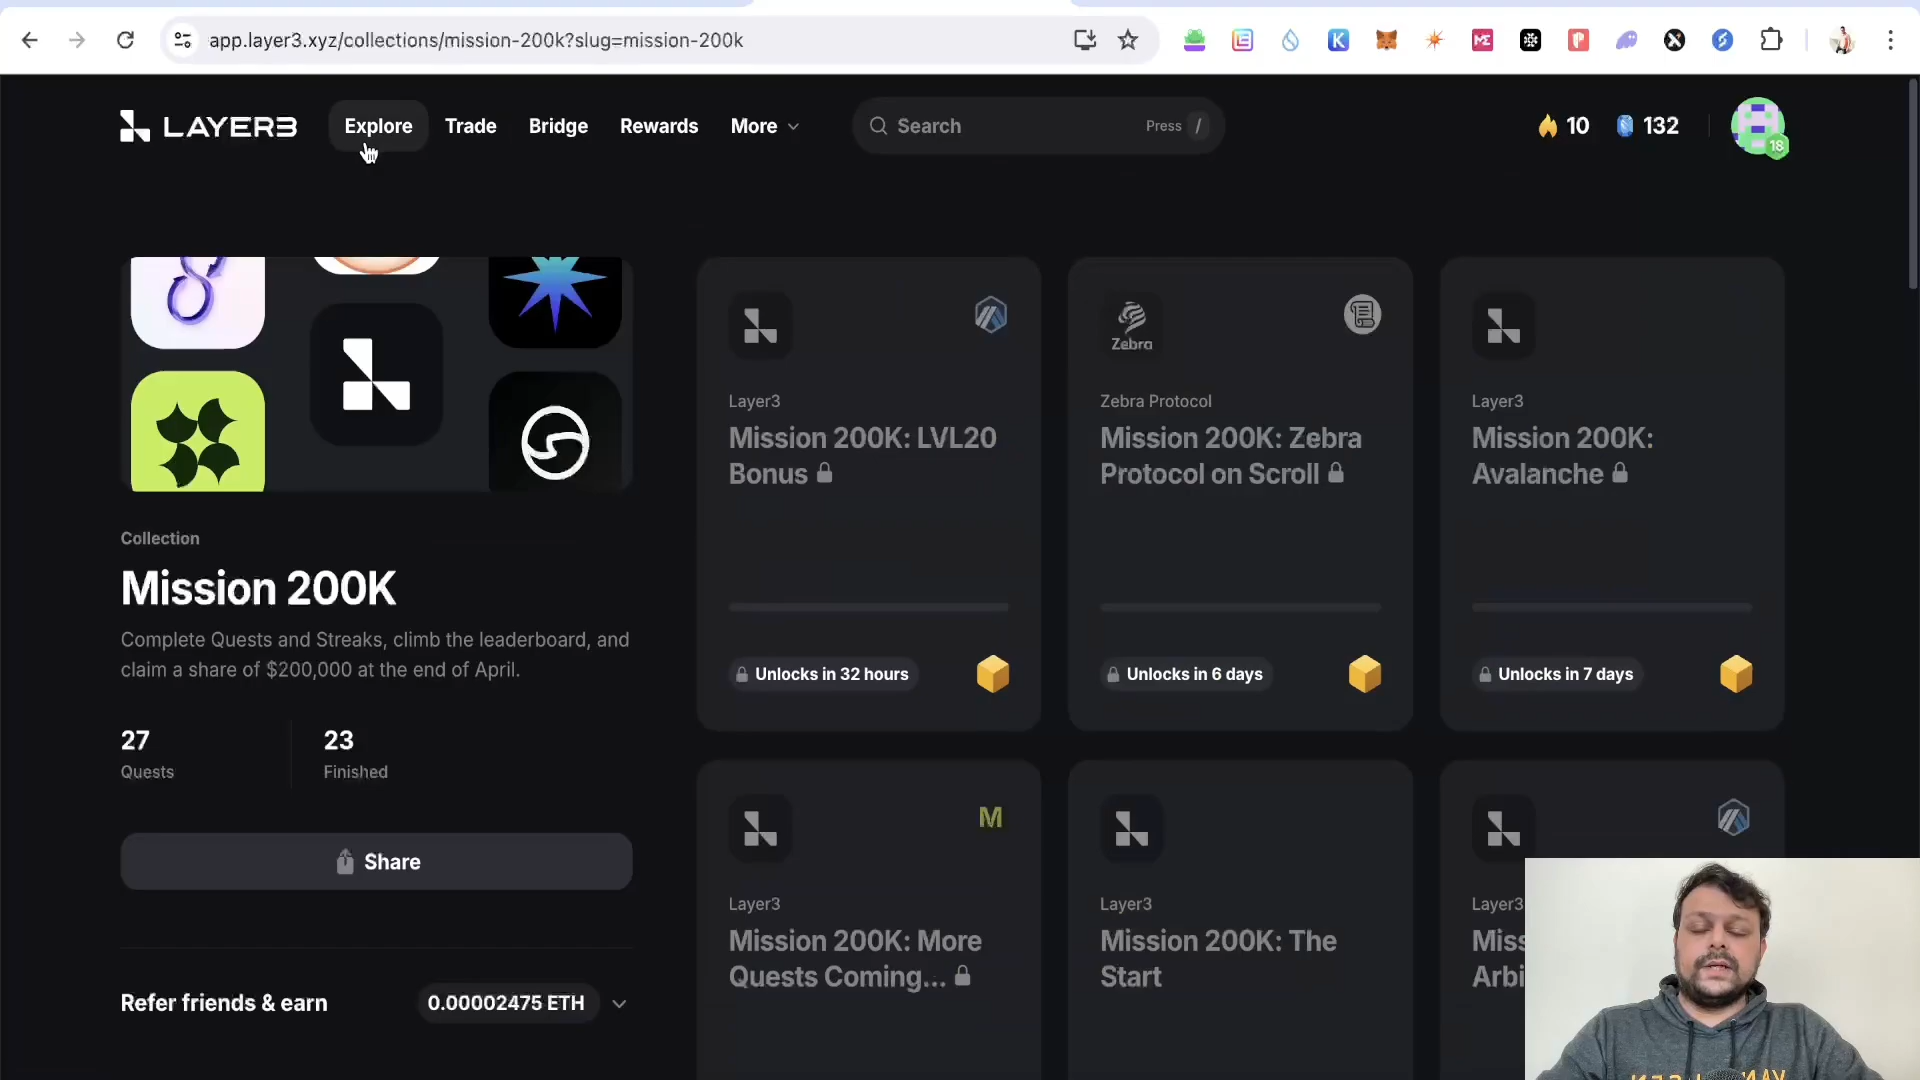 app.layer3.xyz/collections/mission-200k?slug=mission-200k
LAYER3
Explore
Trade
Bridge
Rewards
More
Search
Press /
10
132
18
Collection
Mission 200K
Complete Quests and Streaks, climb the leaderboard, and
claim a share of $200,000 at the end of April.
27
Quests
23
Finished
Share
Refer friends & earn
0.00002475 ETH
Layer3
Mission 200K: LVL20
Bonus
Unlocks in 32 hours
Zebra
Zebra Protocol
Mission 200K: Zebra
Protocol on Scroll
Unlocks in 6 days
Layer3
Mission 200K:
Avalanche
Unlocks in 7 days
M
Layer3
Mission 200K: More
Quests Coming...
Layer3
Mission 200K: The
Start
Layer3
Miss
Arbi